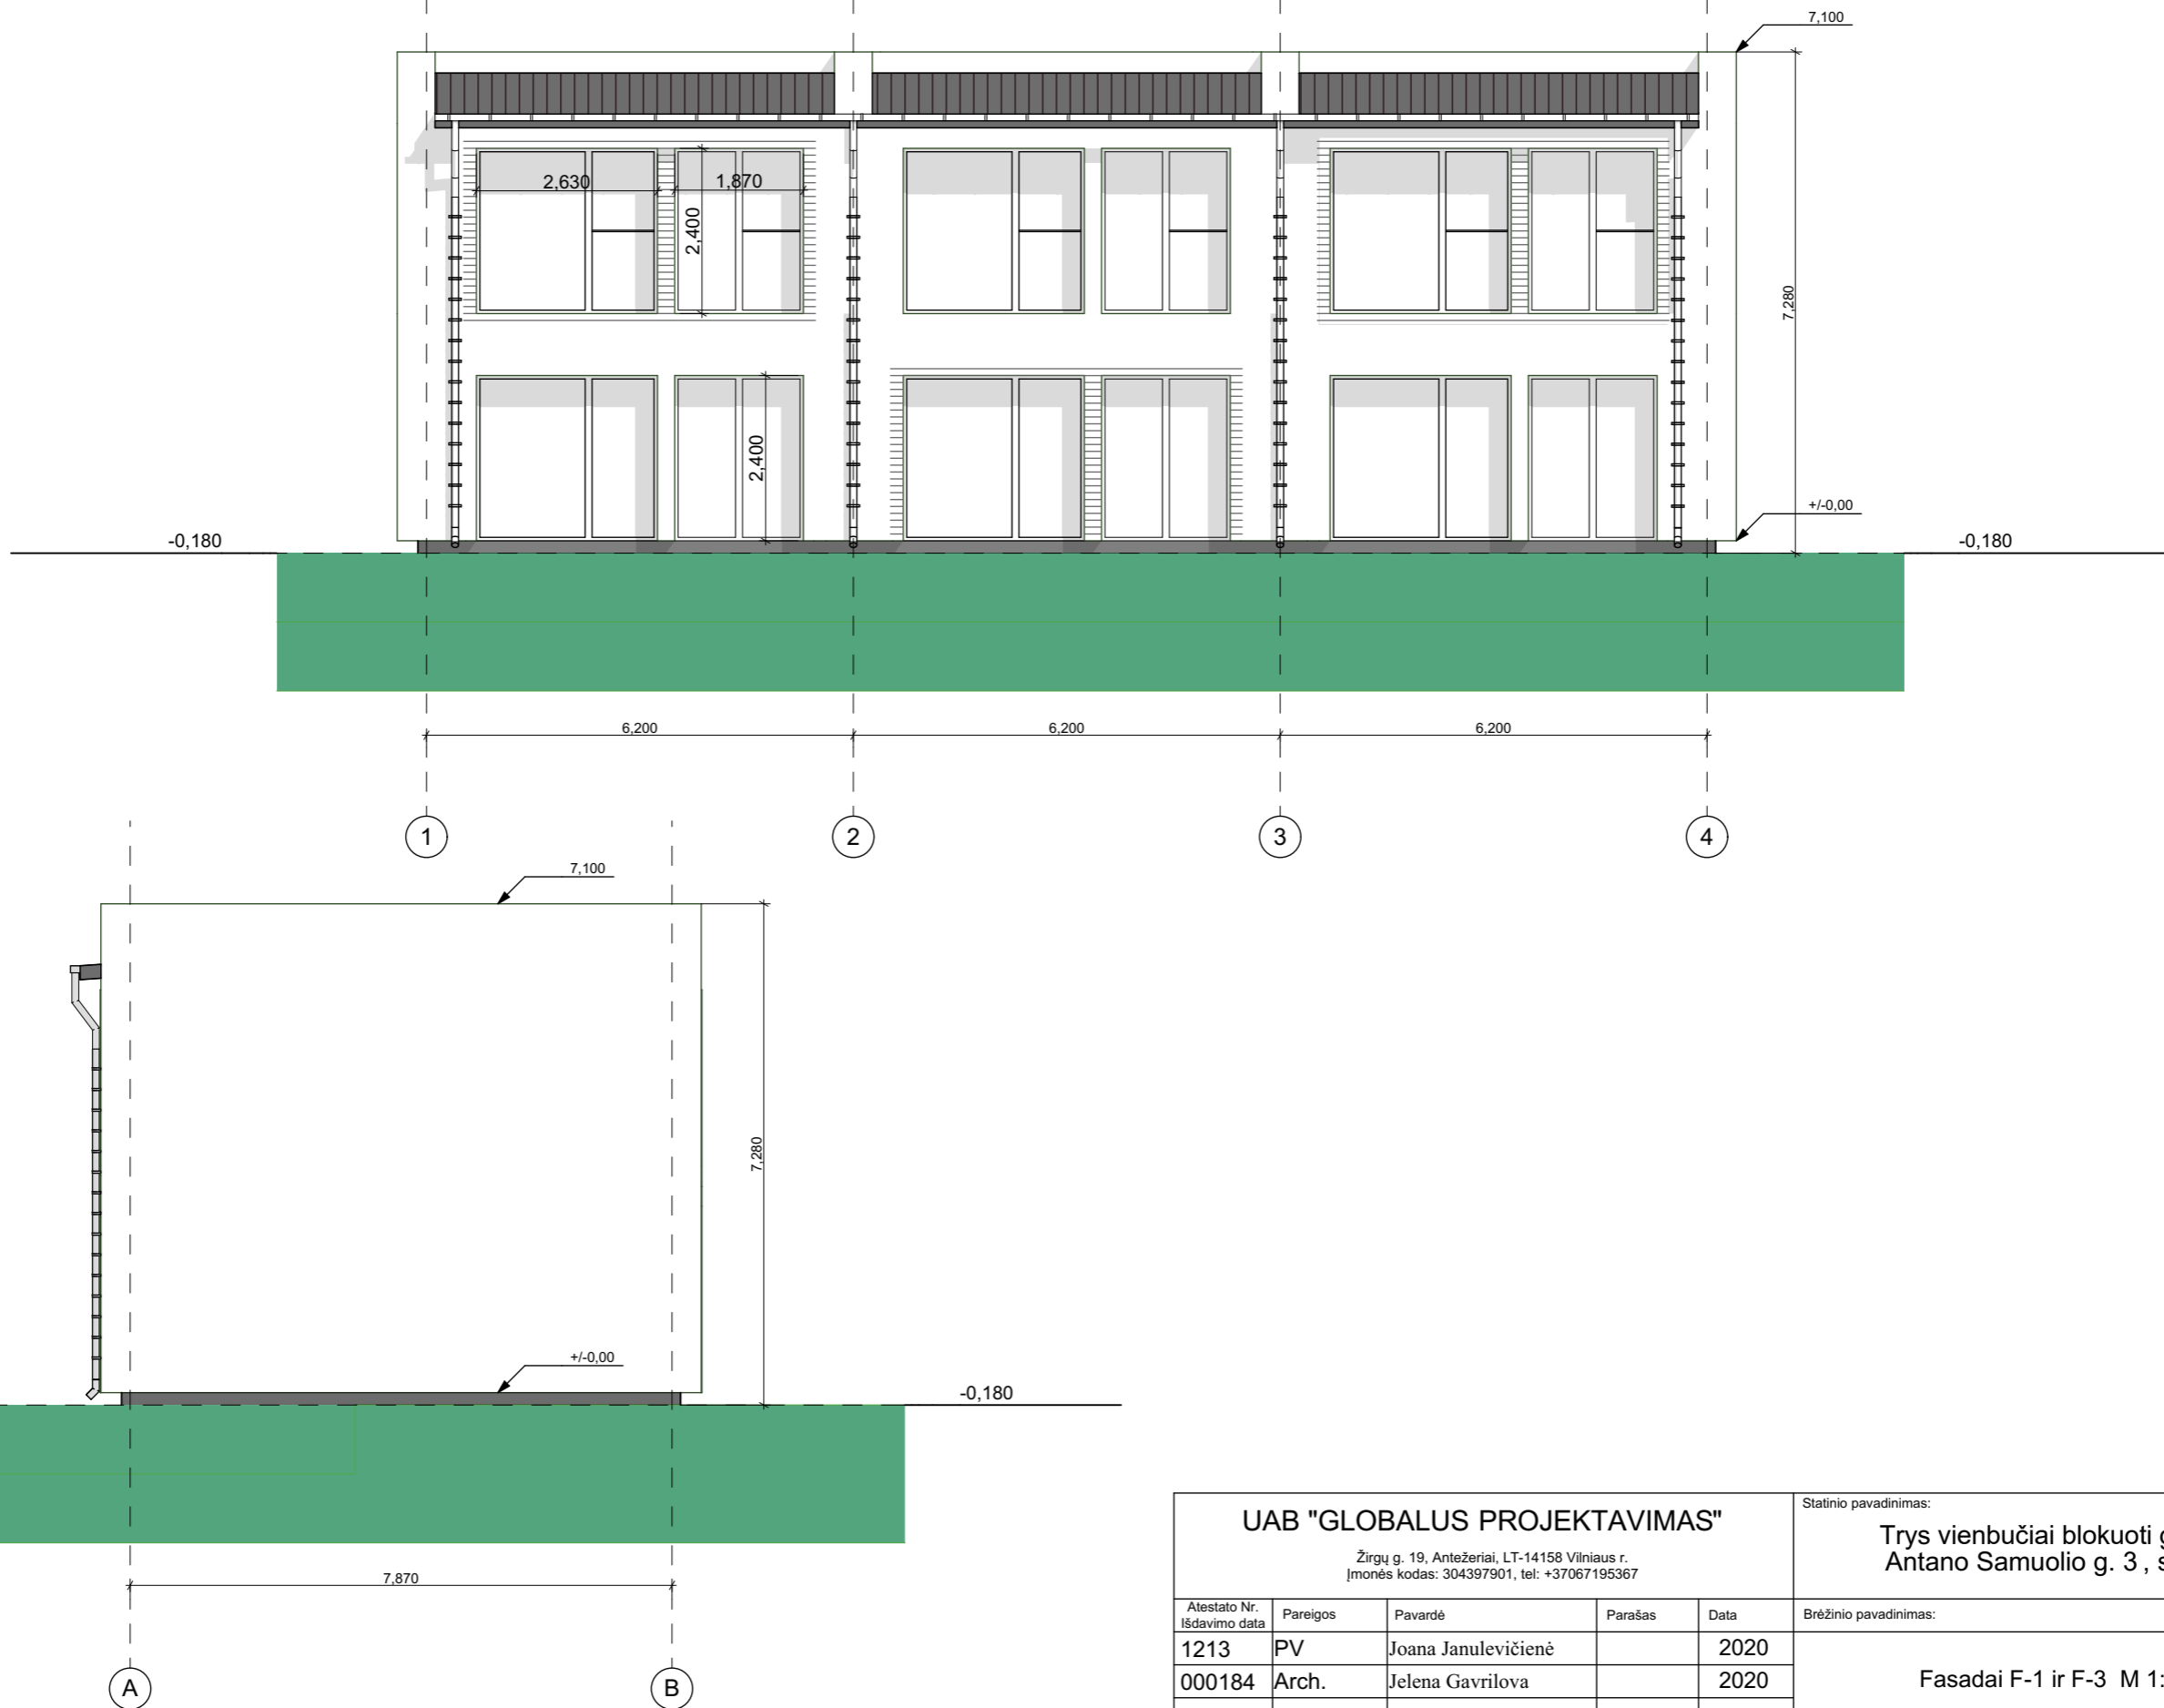 7,100
2,630
1,870
2,400
7,280
2,400
+/-0,00
-0,180
-0,180
6,200
6,200
6,200
1
2
3
4
7,100
7,280
+/-0,00
-0,180
7,870
A
B
UAB "GLOBALUS PROJEKTAVIMAS"
Žirgų g. 19, Antežeriai, LT-14158 Vilniaus r.
Įmonės kodas: 304397901, tel: +37067195367
Statinio pavadinimas:
Trys vienbučiai blokuoti g
Antano Samuolio g. 3 , s
Atestato Nr.
Išdavimo data
Pareigos
Pavardė
Parašas
Data
Brėžinio pavadinimas:
1213 PV Joana Janulevičienė 2020
000184 Arch. Jelena Gavrilova 2020
Fasadai F-1 ir F-3 M 1: